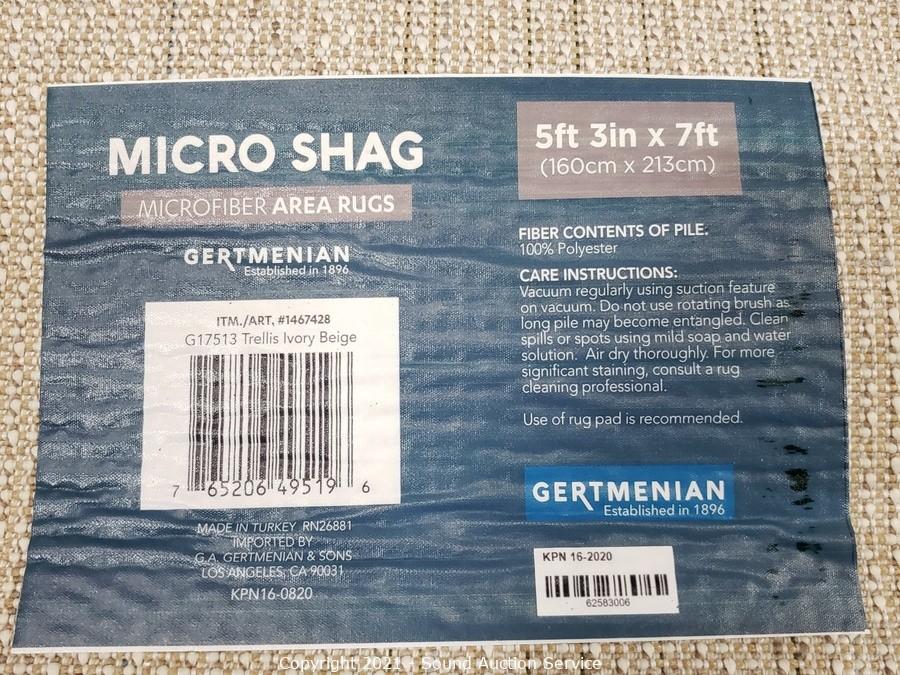 MICRO SHAG
MICROFIBER AREA RUGS
GERTMENIAN
Established in 1896
ITM./ART, #1467428
G17513 Trellis Ivory Beige
7 65206 49519 6
MADE IN TURKEY RN26881
IMPORTED BY
G.A. GERTMENIAN & SONS
LOS ANGELES, CA 90031
KPN16-0820
5ft 3in x 7ft
(160cm x 213cm)
FIBER CONTENTS OF PILE.
100% Polyester
CARE INSTRUCTIONS:
Vacuum regularly using suction feature
on vacuum. Do not use rotating brush as
long pile may become entangled. Clean
spills or spots using mild soap and water
solution. Air dry thoroughly. For more
significant staining, consult a rug
cleaning professional.
Use of rug pad is recommended.
GERTMENIAN
Established in 1896
KPN 16-2020
62583006
Copyright 2021 - Sound Auction Service